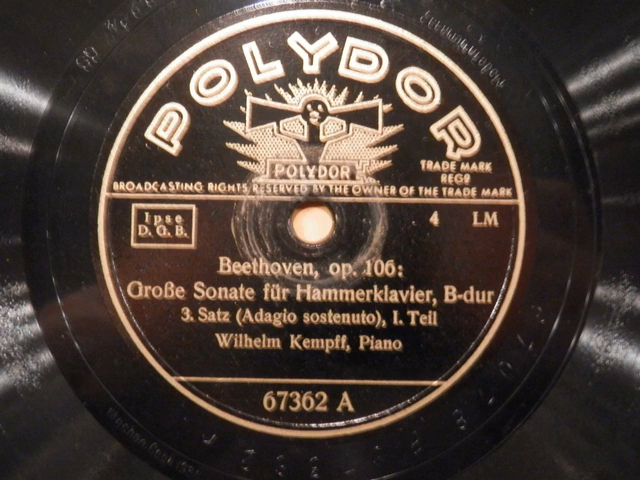 POLYDOR
POLYDOR
TRADE MARK
REGD
BROADCASTING RIGHTS RESERVED BY THE OWNER OF THE TRADE MARK
Ipse
D.G.B.
4 LM
Beethoven, op. 106:
Große Sonate für Hammerklavier, B-dur
3. Satz (Adagio sostenuto), I. Teil
Wilhelm Kempff, Piano
67362 A